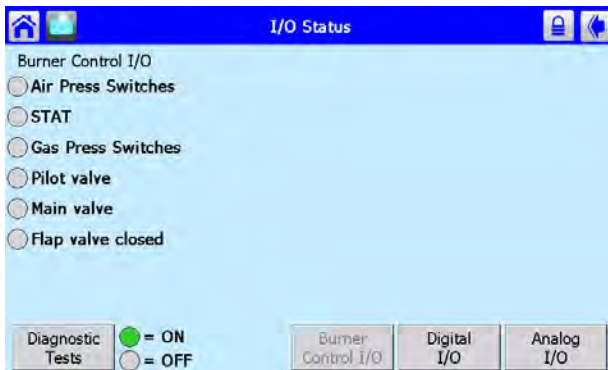 I/O Status
Burner Control I/O
Air Press Switches
STAT
Gas Press Switches
Pilot valve
Main valve
Flap valve closed
Diagnostic
Tests
= ON
= OFF
Burner
Control I/O
Digital
I/O
Analog
I/O